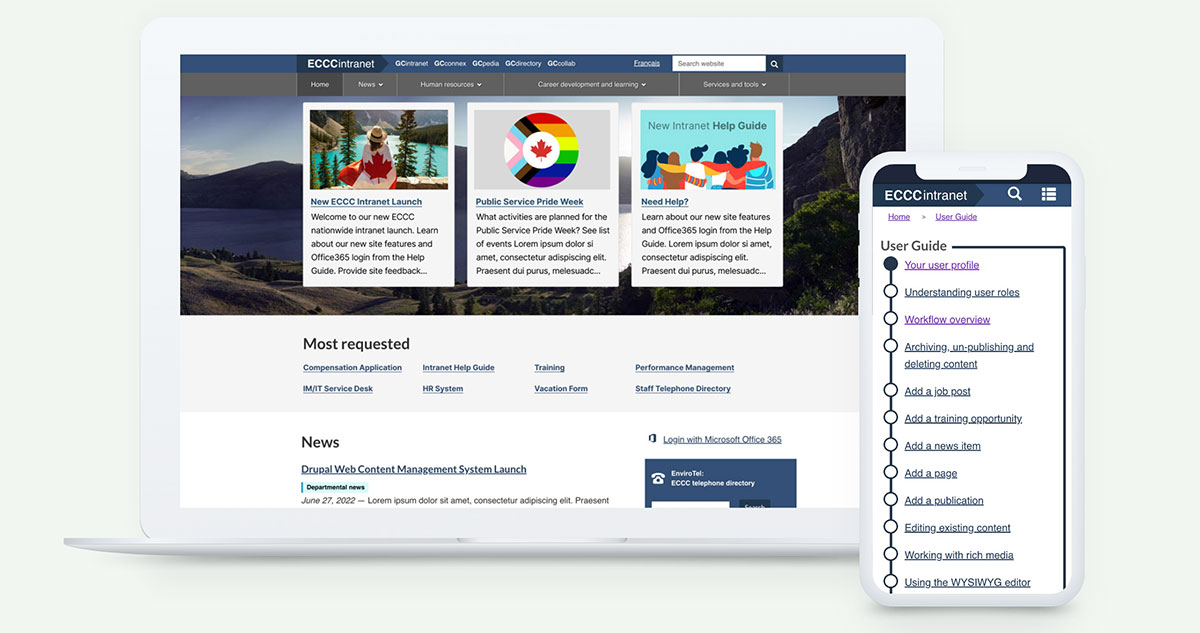 ECCCintranet GCintranet GCconnex GCpedia GCdirectory GCcollab Français Search website
Home News Human resources Career development and learning Services and tools
New ECCC Intranet Launch
Welcome to our new ECCC
nationwide intranet launch. Learn
about our new site features and
Office365 login from the Help
Guide. Provide site feedback...
Public Service Pride Week
What activities are planned for the
Public Service Pride Week? See list
of events Lorem ipsum dolor si
amet, consectetur adipiscing elit.
Praesent dui purus, melesuadc...
New Intranet Help Guide
Need Help?
Learn about our new site features
and Office365 login from the Help
Guide. Lorem ipsum dolor si amet,
consectetur adipiscing elit.
Praesent dui purus, melesuadc...
Most requested
Compensation Application Intranet Help Guide Training Performance Management
IM/IT Service Desk HR System Vacation Form Staff Telephone Directory
News
Drupal Web Content Management System Launch
Departmental news
June 27, 2022 — Lorem ipsum dolor sit amet, consectetur adipiscing elit. Praesent
Login with Microsoft Office 365
EnviroTel:
ECCC telephone directory
Search
ECCCintranet
Home > User Guide
User Guide
Your user profile
Understanding user roles
Workflow overview
Archiving, un-publishing and
deleting content
Add a job post
Add a training opportunity
Add a news item
Add a page
Add a publication
Editing existing content
Working with rich media
Using the WYSIWYG editor